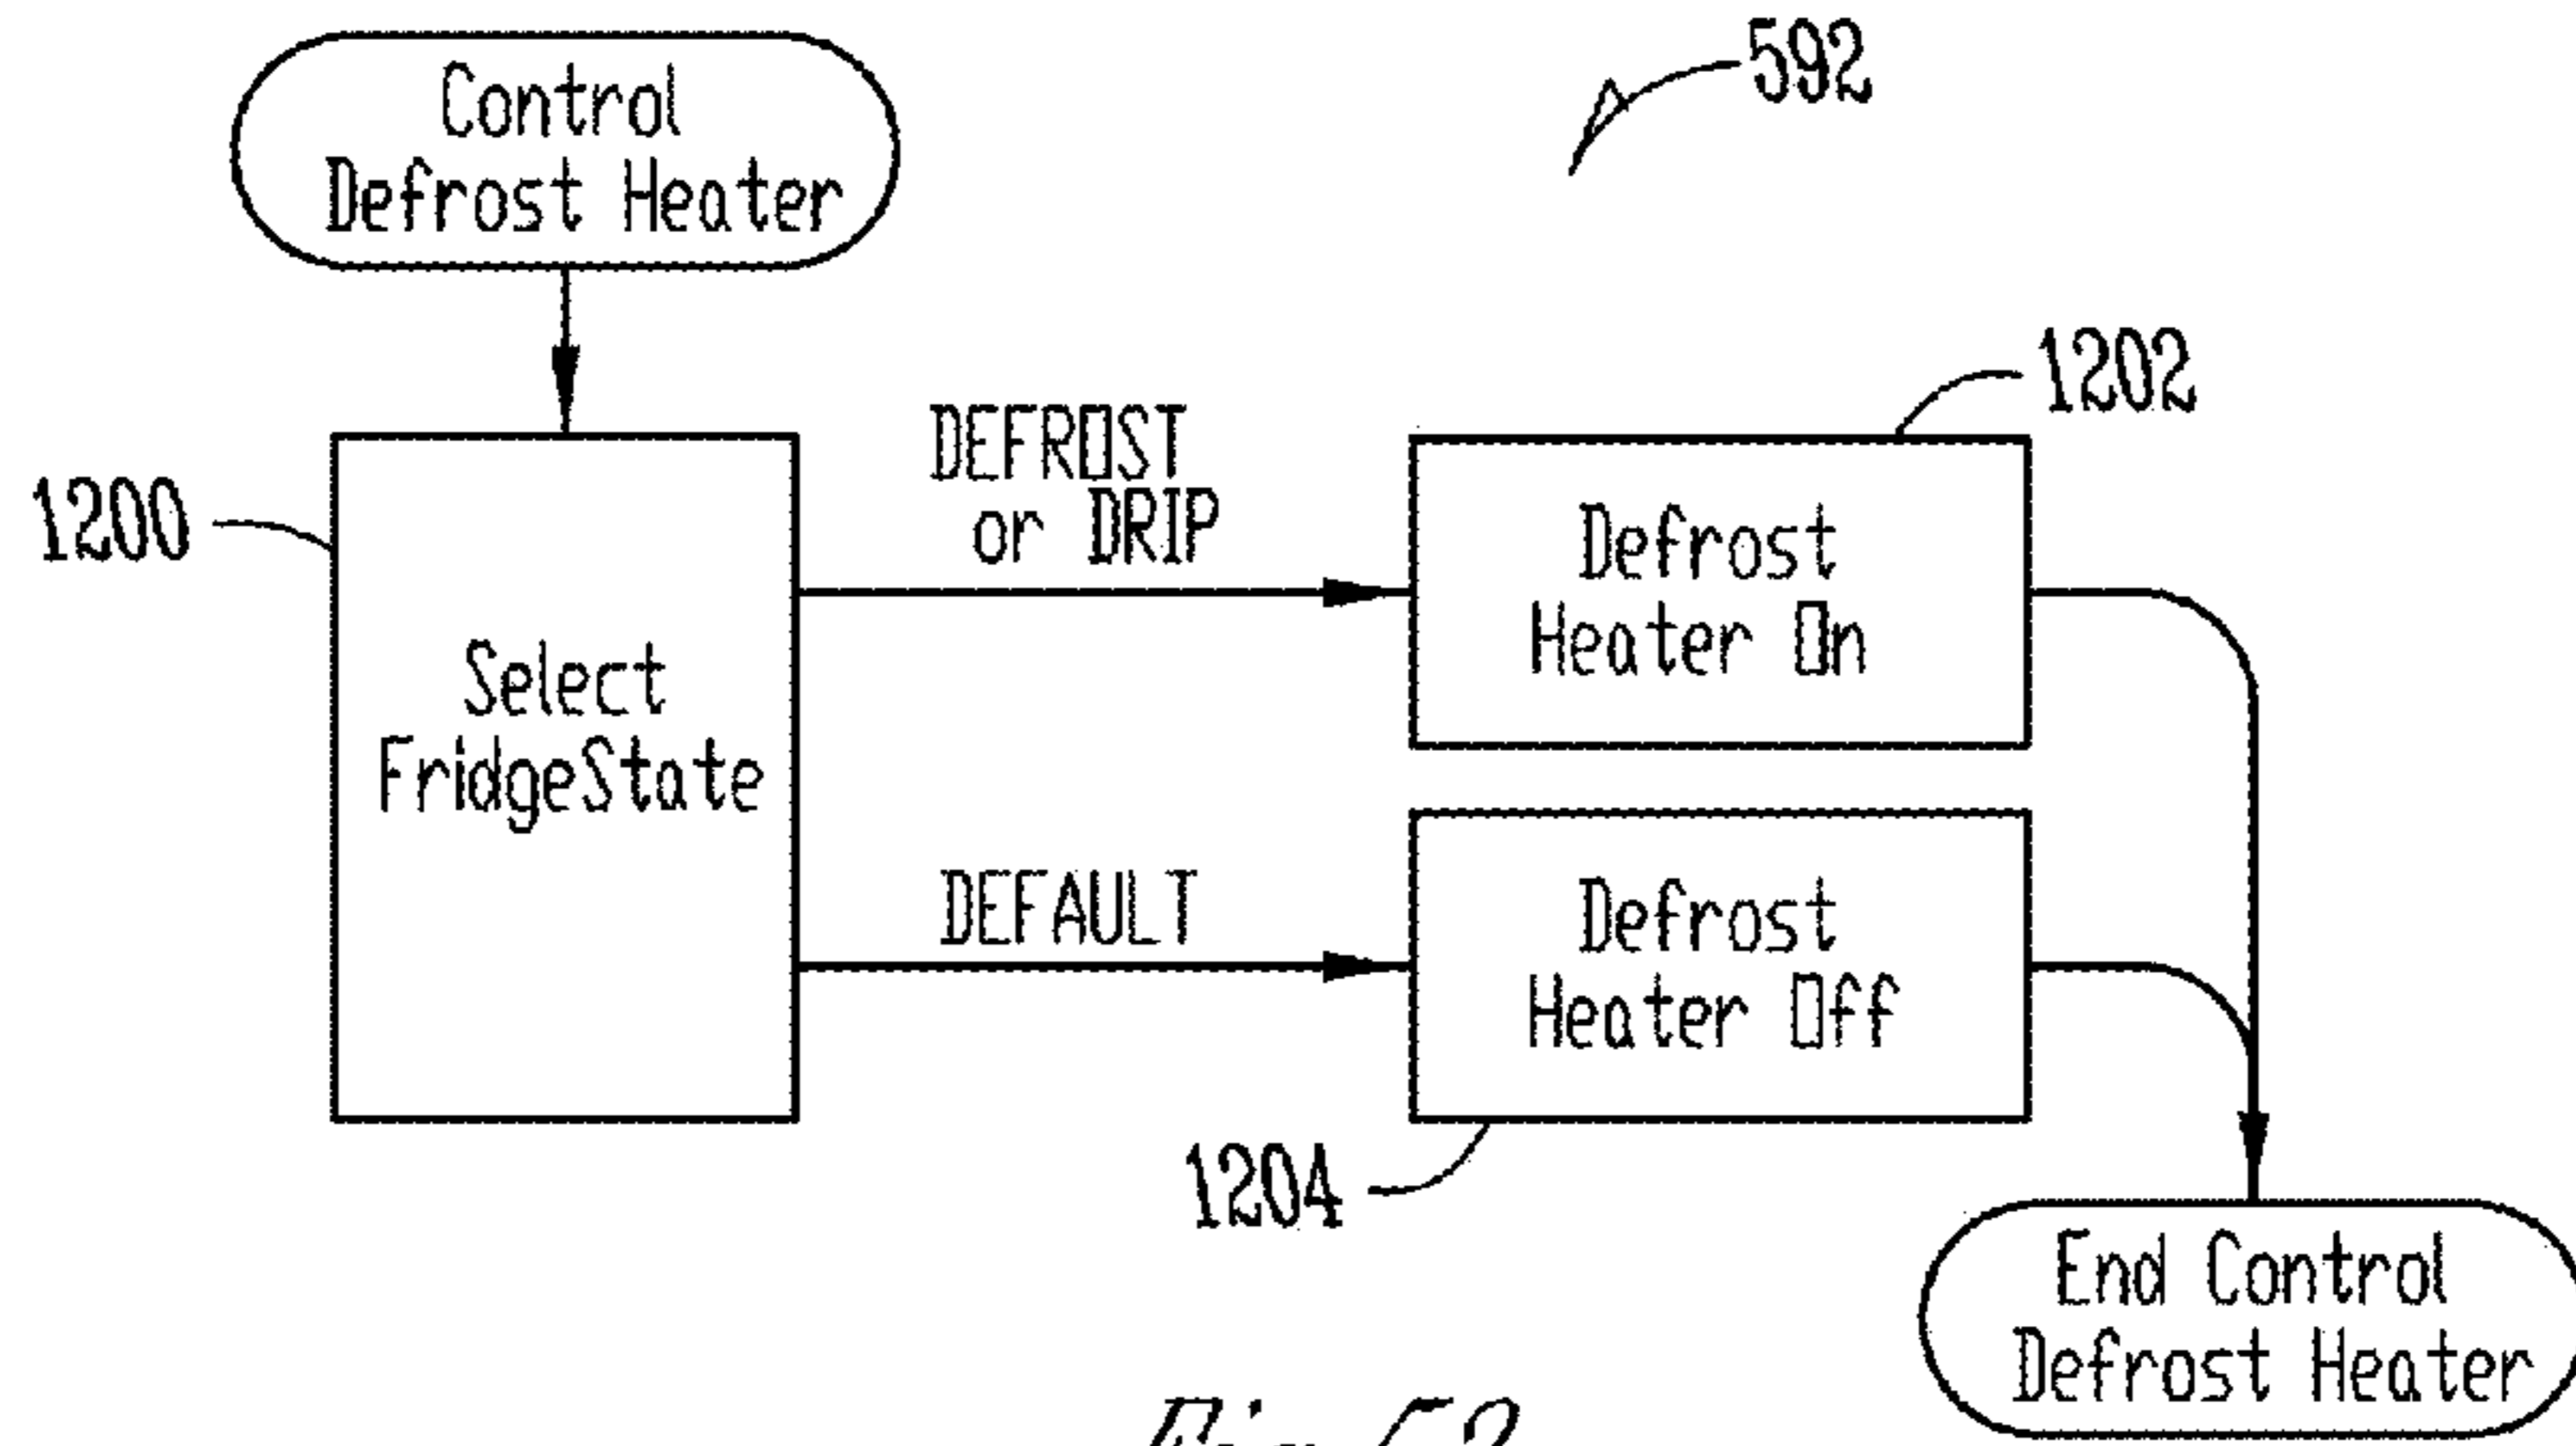 Control
Defrost Heater
592
1200
Select
FridgeState
DEFROST
or DRIP
1202
Defrost
Heater On
DEFAULT
Defrost
Heater Off
1204
End Control
Defrost Heater